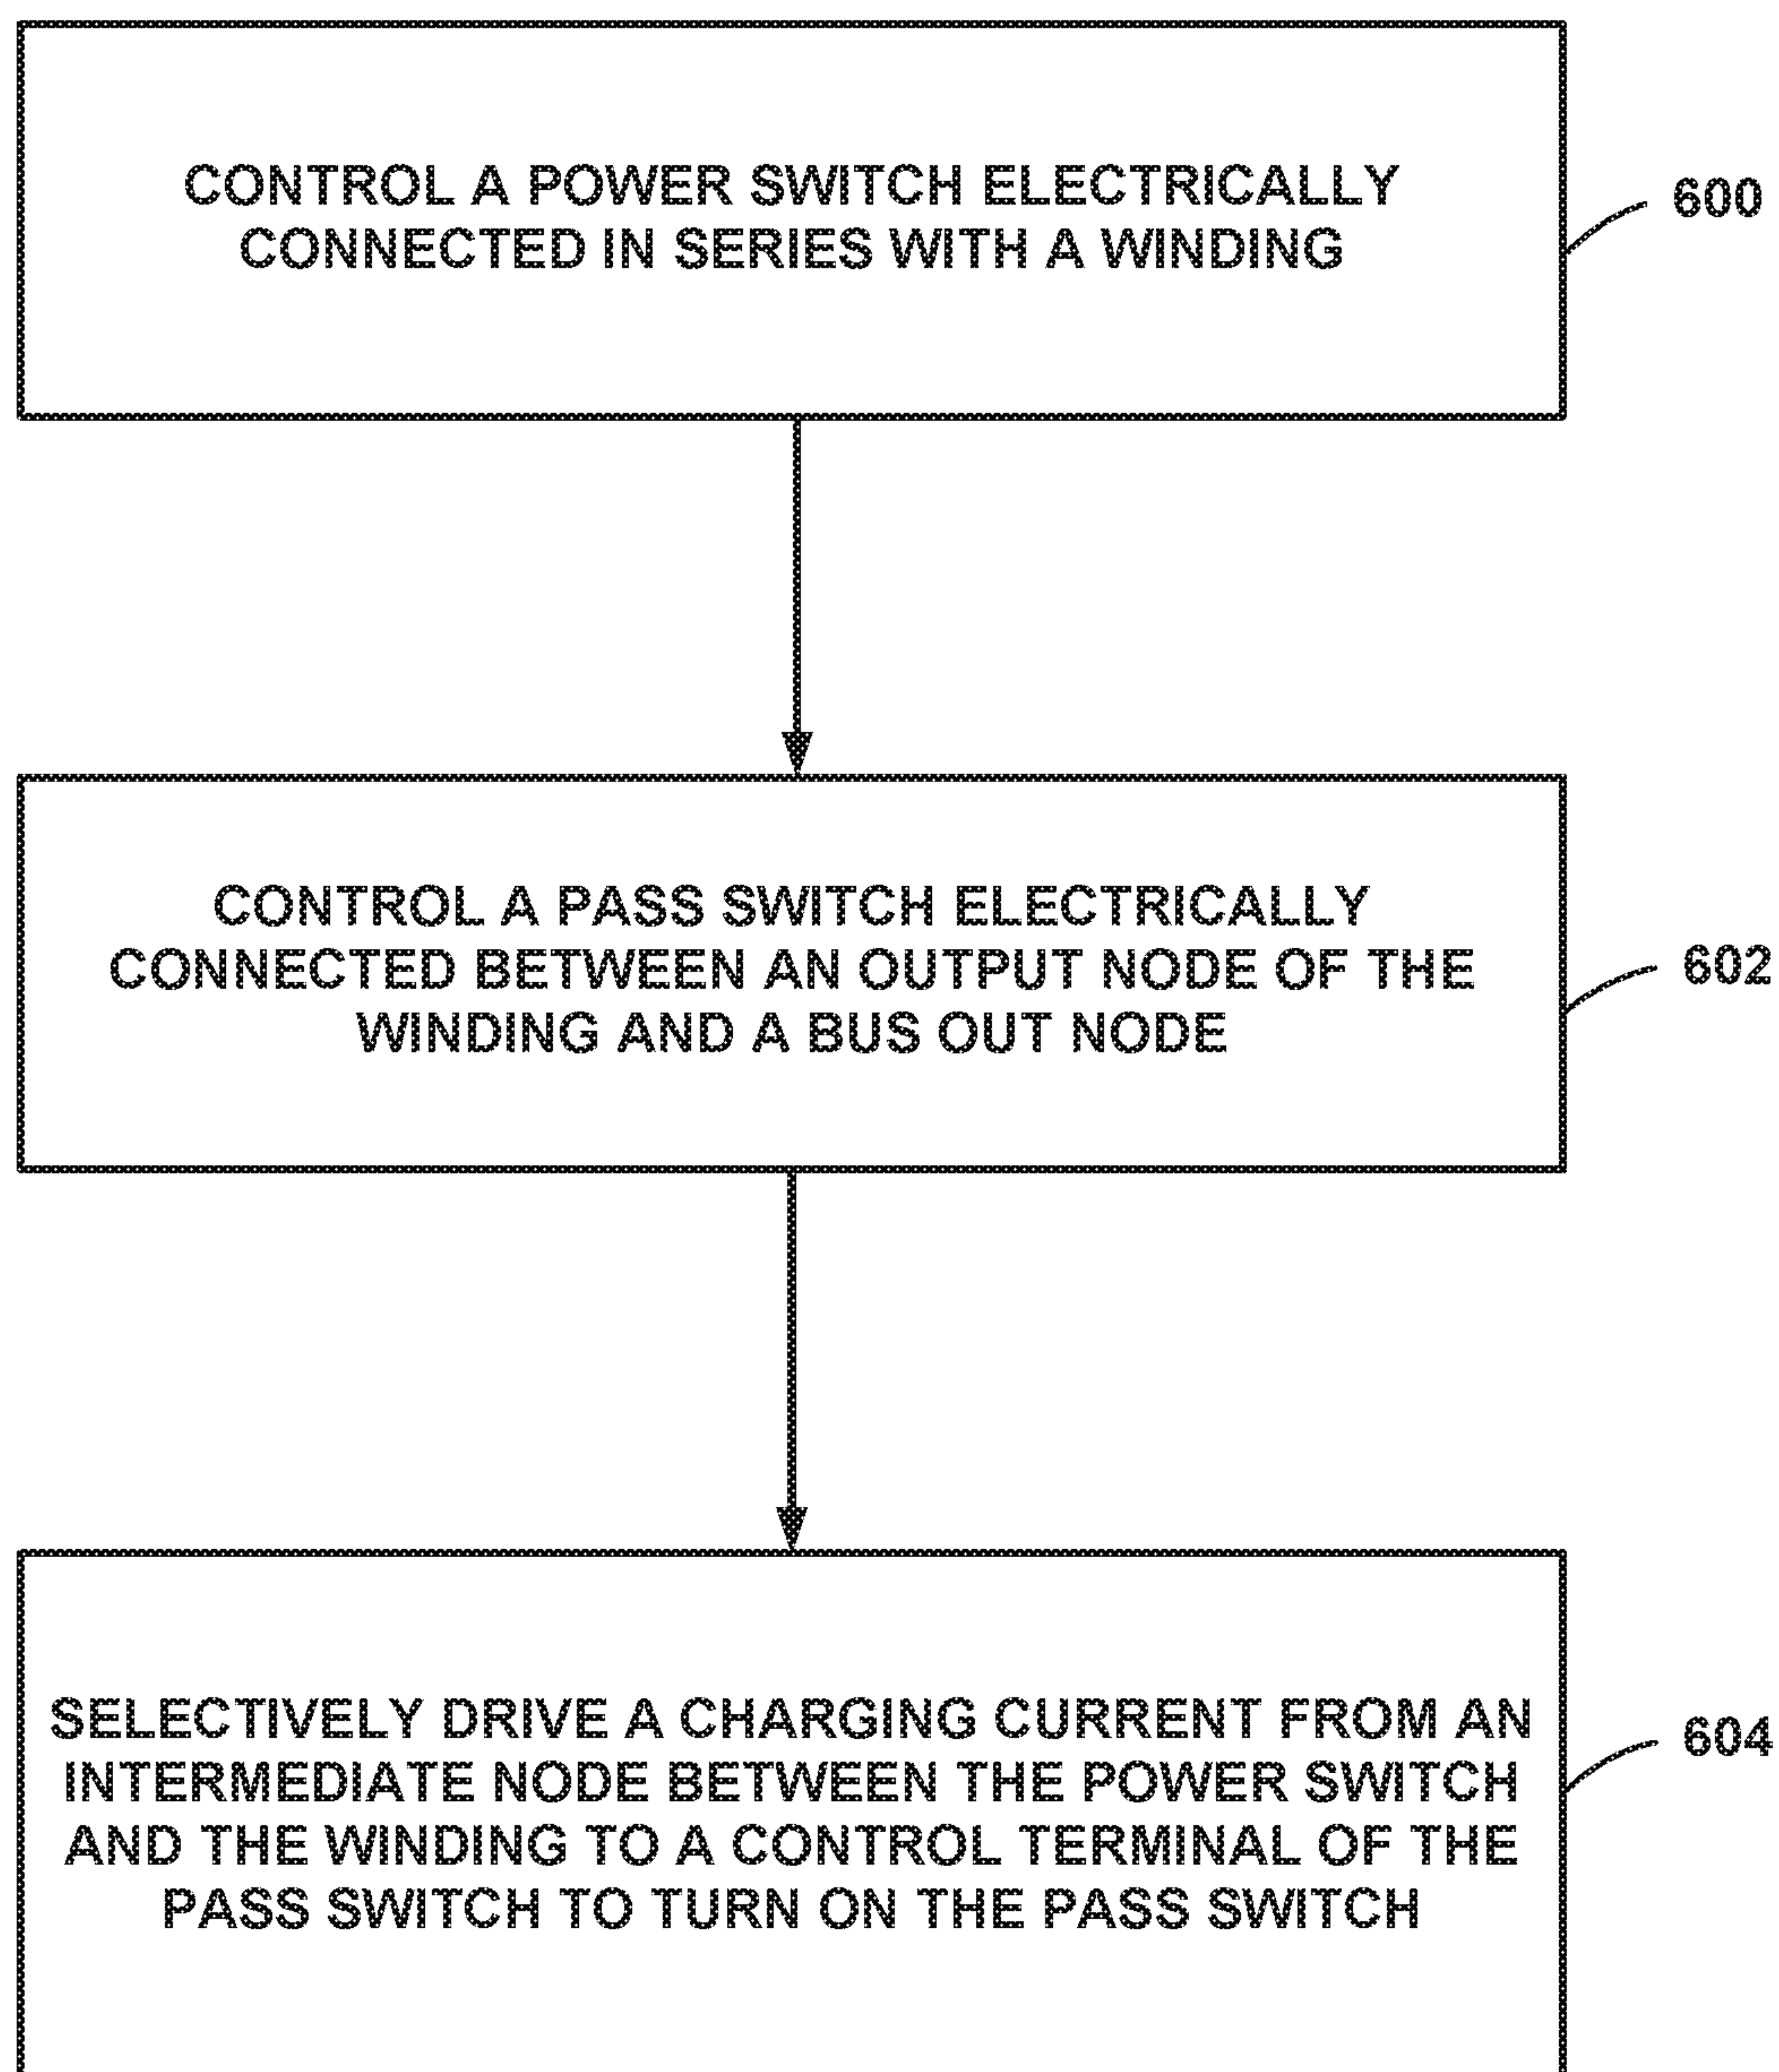 CONTROL A POWER SWITCH ELECTRICALLY
CONNECTED IN SERIES WITH A WINDING
600
CONTROL A PASS SWITCH ELECTRICALLY
CONNECTED BETWEEN AN OUTPUT NODE OF THE
WINDING AND A BUS OUT NODE
602
SELECTIVELY DRIVE A CHARGING CURRENT FROM AN
INTERMEDIATE NODE BETWEEN THE POWER SWITCH
AND THE WINDING TO A CONTROL TERMINAL OF THE
PASS SWITCH TO TURN ON THE PASS SWITCH
604